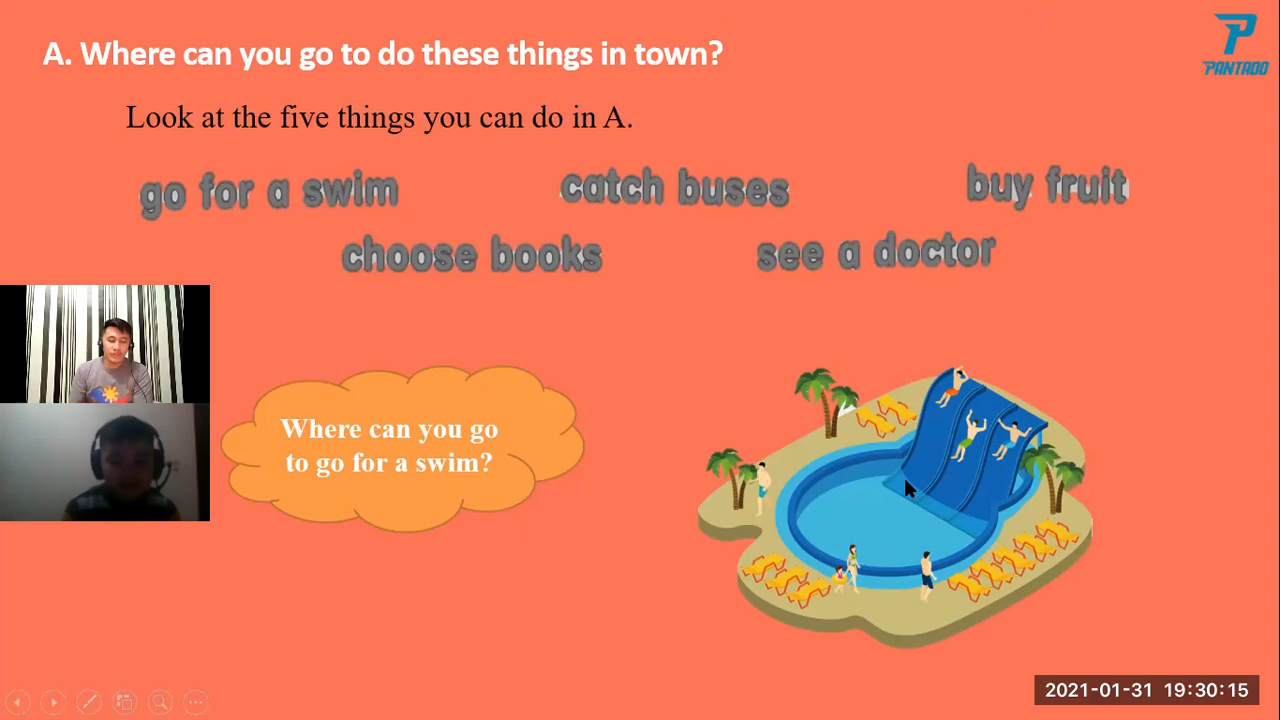 A. Where can you go to do these things in town?
PANTADO
Look at the five things you can do in A.
go for a swim
catch buses
buy fruit
choose books
see a doctor
Where can you go
to go for a swim?
2021-01-31 19:30:15